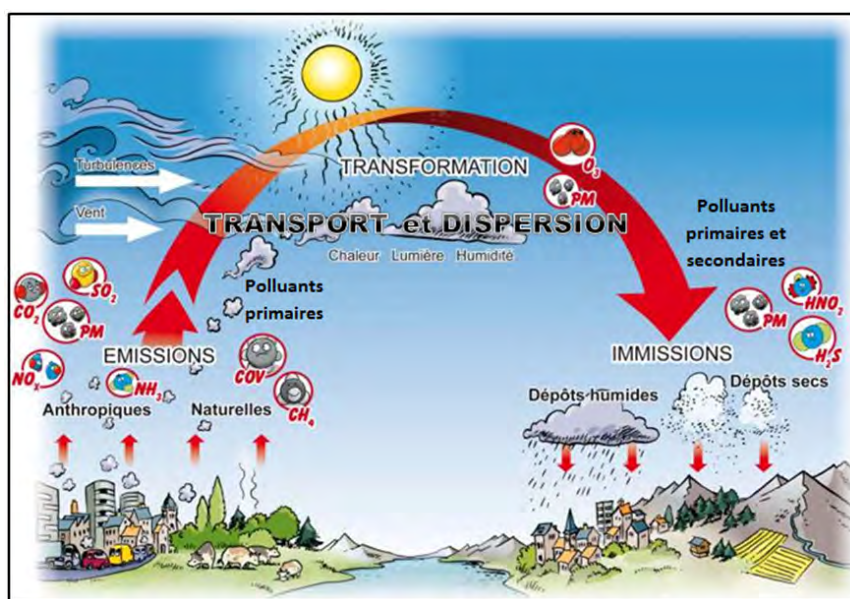 Turbulences
Vent
TRANSFORMATION
TRANSPORT et DISPERSION
Chaleur Lumière Humidité
O3
PM
Polluants
primaires et
secondaires
Polluants
primaires
CO2
SO2
PM
NOX
NH3
COV
CH4
HNO2
PM
H2S
EMISSIONS
Anthropiques
Naturelles
IMMISSIONS
Dépôts humides
Dépôts secs